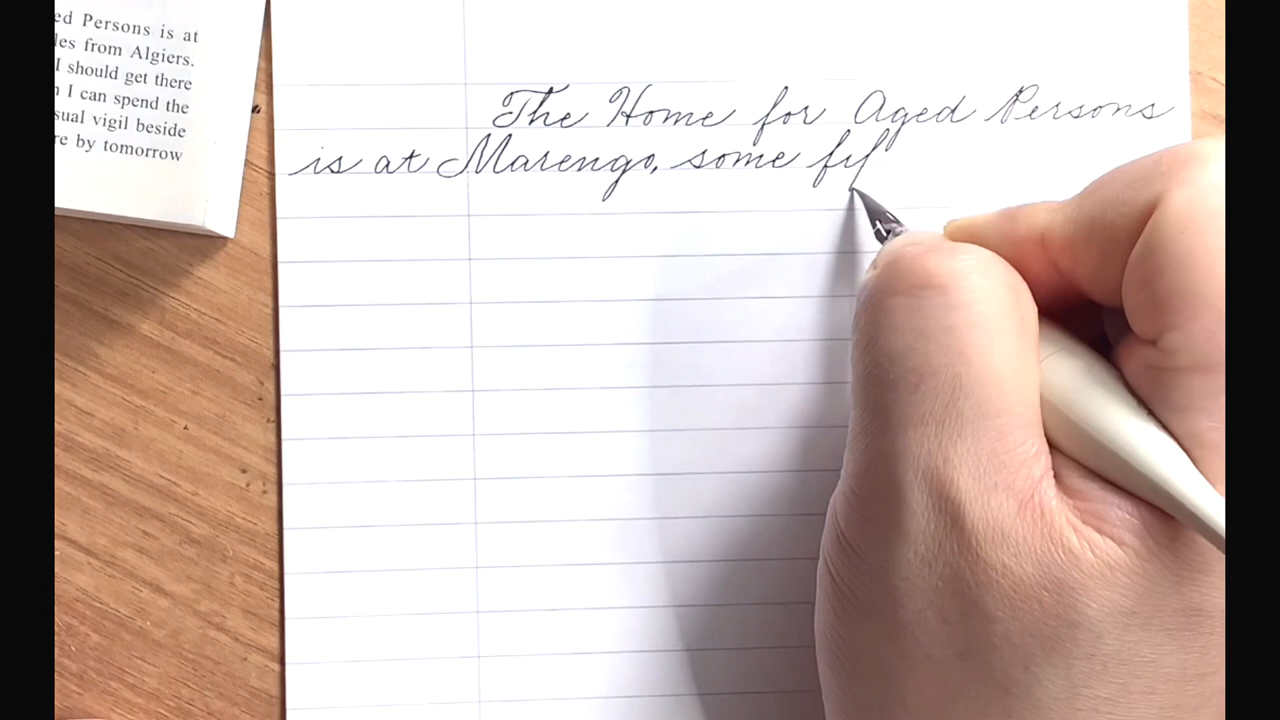 ed Persons is at
les from Algiers.
I should get there
n I can spend the
sual vigil beside
re by tomorrow
The Home for Aged Persons
is at Marengo, some fif